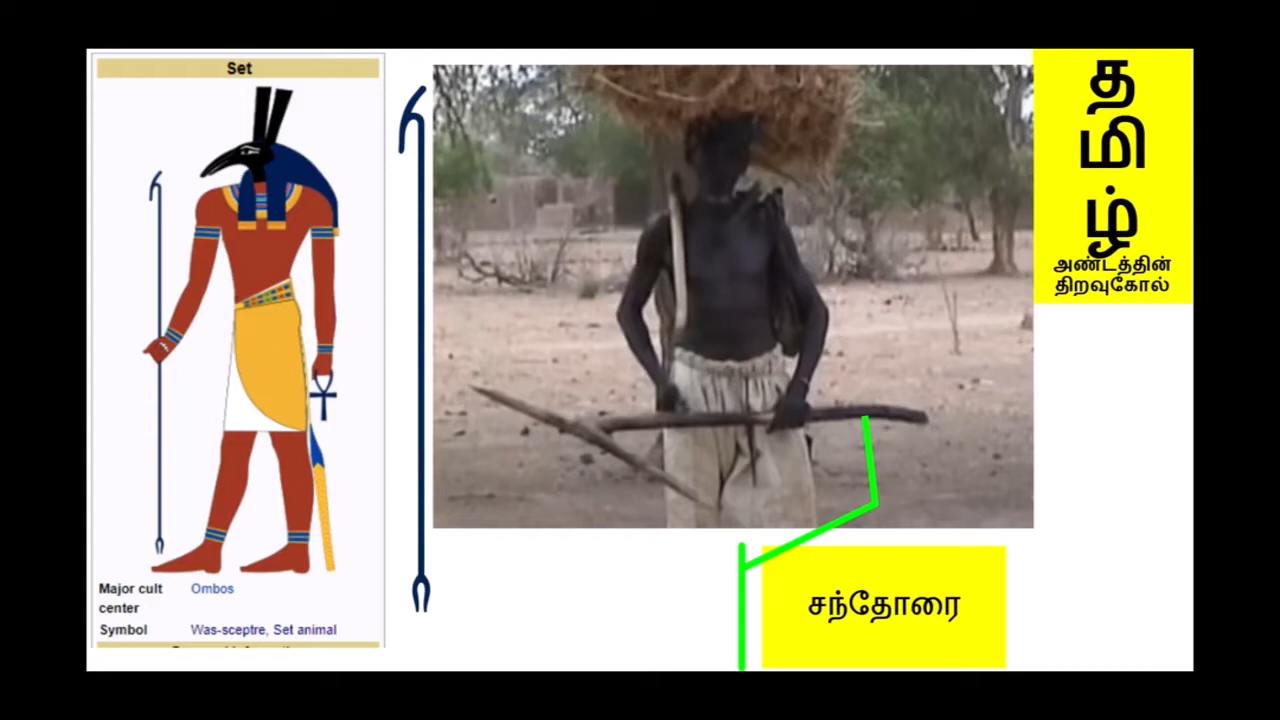 Set
Major cult center
Ombos
Symbol
Was-sceptre, Set animal
த
மி
ழ்
அண்டத்தின்
திறவுகோல்
சந்தோரை